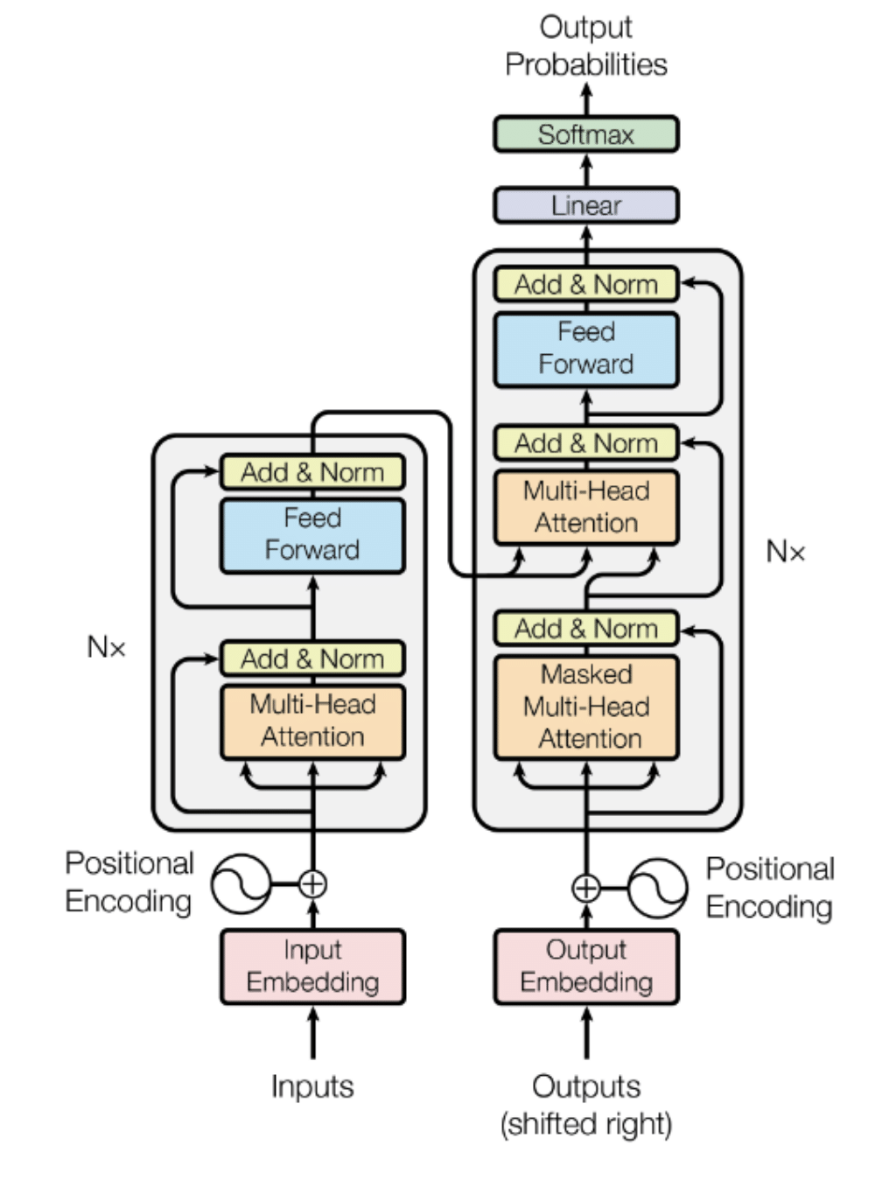 Output
Probabilities
Softmax
Linear
Add & Norm
Feed
Forward
Add & Norm
Multi-Head
Attention
Add & Norm
Masked
Multi-Head
Attention
N×
Add & Norm
Feed
Forward
Add & Norm
Multi-Head
Attention
N×
Positional
Encoding
Positional
Encoding
Input
Embedding
Output
Embedding
Inputs
Outputs
(shifted right)